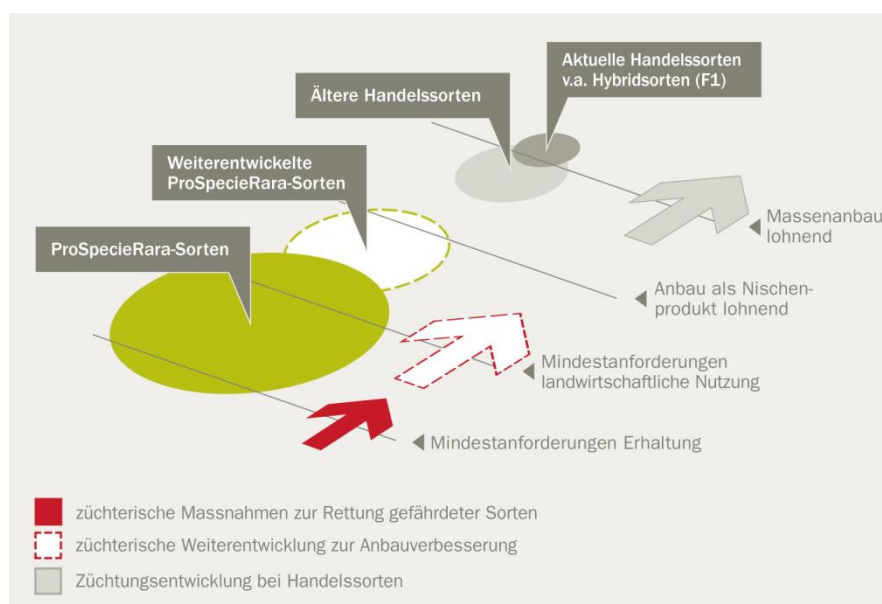 Aktuelle Handelssorten
v.a. Hybridsorten (F1)
Ältere Handelssorten
Weiterentwickelte
ProSpecieRara-Sorten
ProSpecieRara-Sorten
Massenanbau
lohnend
Anbau als Nischen-
produkt lohnend
Mindestanforderungen
landwirtschaftliche Nutzung
Mindestanforderungen Erhaltung
züchterische Massnahmen zur Rettung gefährdeter Sorten
züchterische Weiterentwicklung zur Anbauverbesserung
Züchtungsentwicklung bei Handelssorten